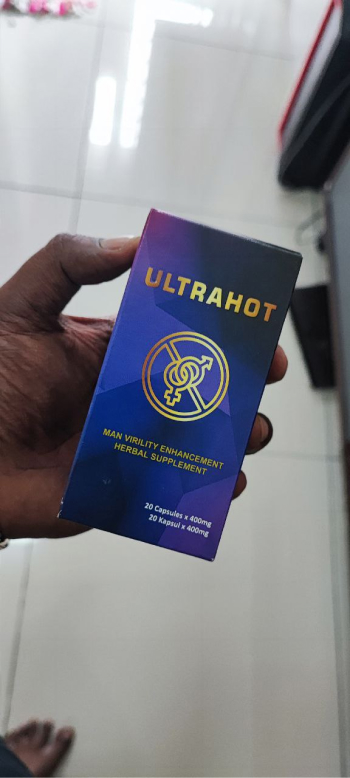 ULTRAHOT
MAN VIRILITY ENHANCEMENT
HERBAL SUPPLEMENT
20 Capsules x 400mg
20 Kapsul x 400mg